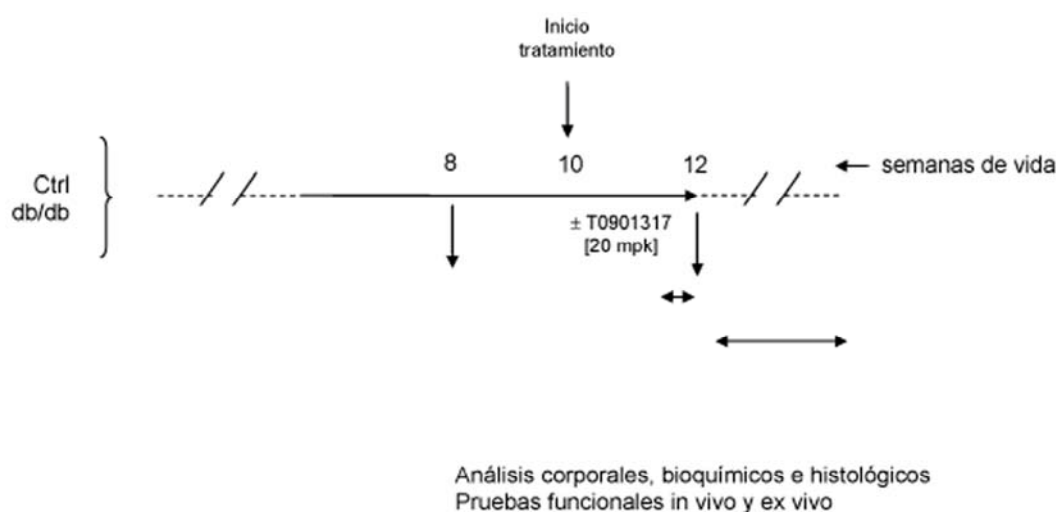 Inicio
tratamiento
8
10
12
← semanas de vida
Ctrl
db/db
± T0901317
[20 mpk]
Análisis corporales, bioquímicos e histológicos
Pruebas funcionales in vivo y ex vivo